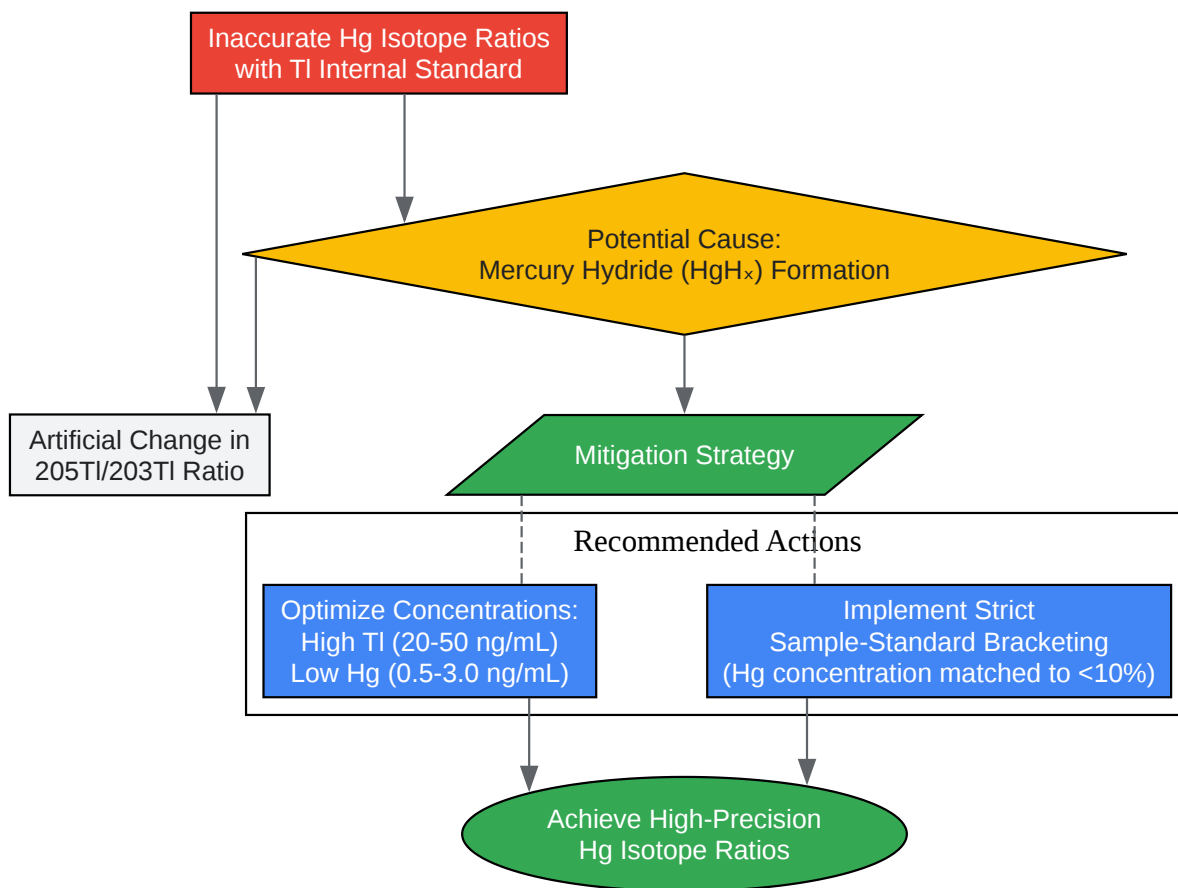 Inaccurate Hg Isotope Ratios
with Tl Internal Standard
Potential Cause:
Mercury Hydride (HgHₓ) Formation
Artificial Change in
205Tl/203Tl Ratio
Mitigation Strategy
Recommended Actions
Optimize Concentrations:
High Tl (20-50 ng/mL)
Low Hg (0.5-3.0 ng/mL)
Implement Strict
Sample-Standard Bracketing
(Hg concentration matched to <10%)
Achieve High-Precision
Hg Isotope Ratios